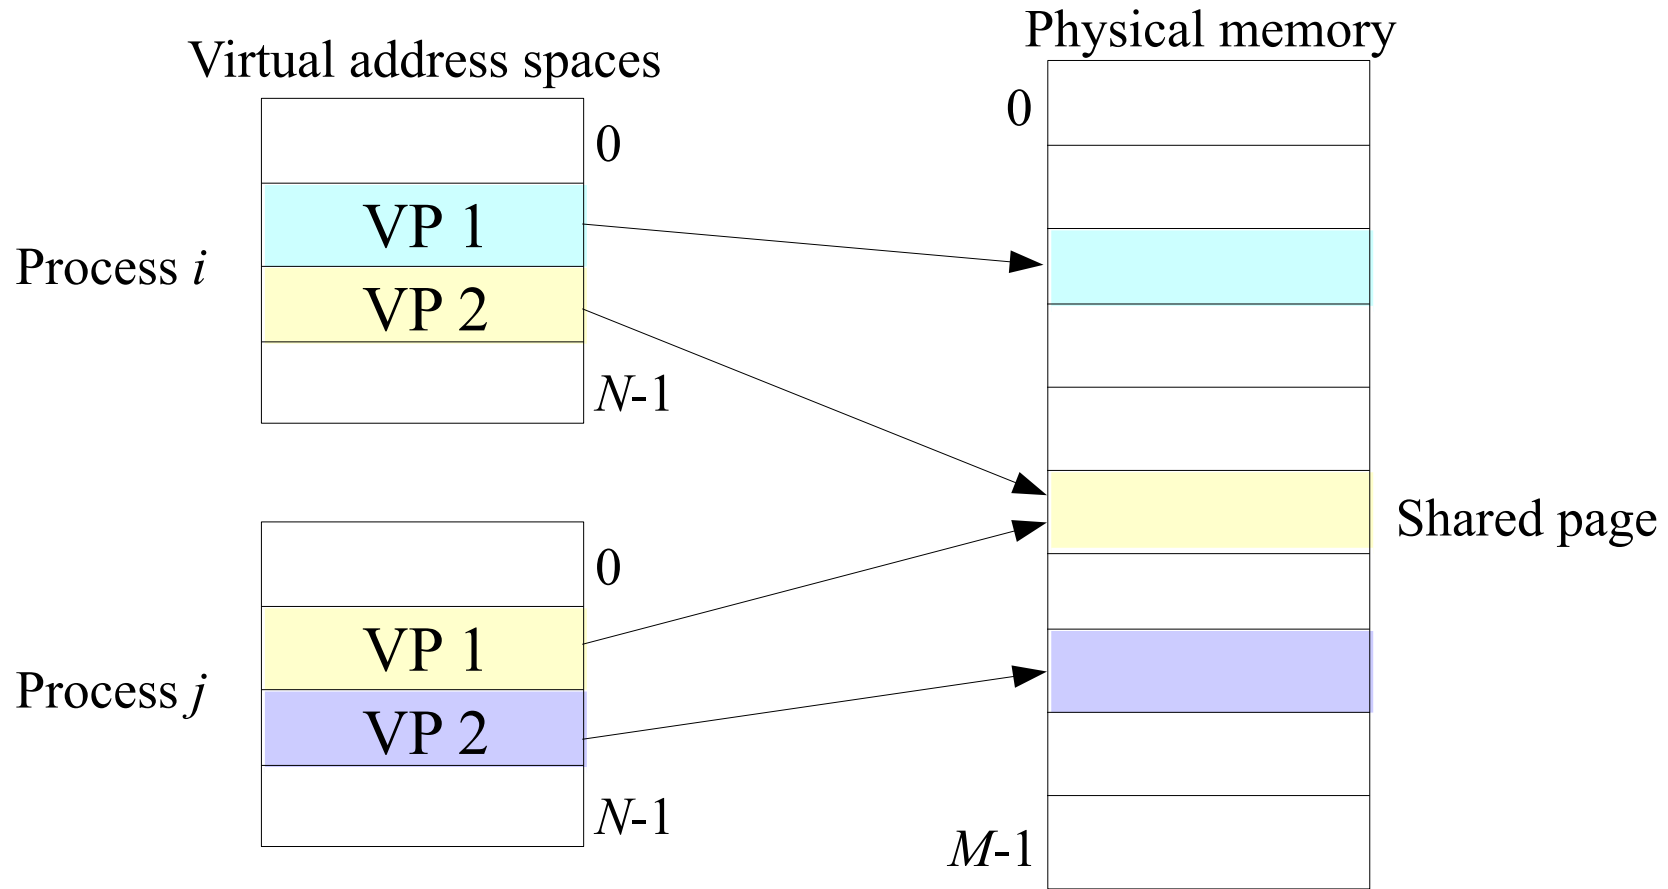 Virtual address spaces
Physical memory
0
0
VP 1
Process i
VP 2
N-1
Shared page
0
VP 1
Process j
VP 2
N-1
M-1